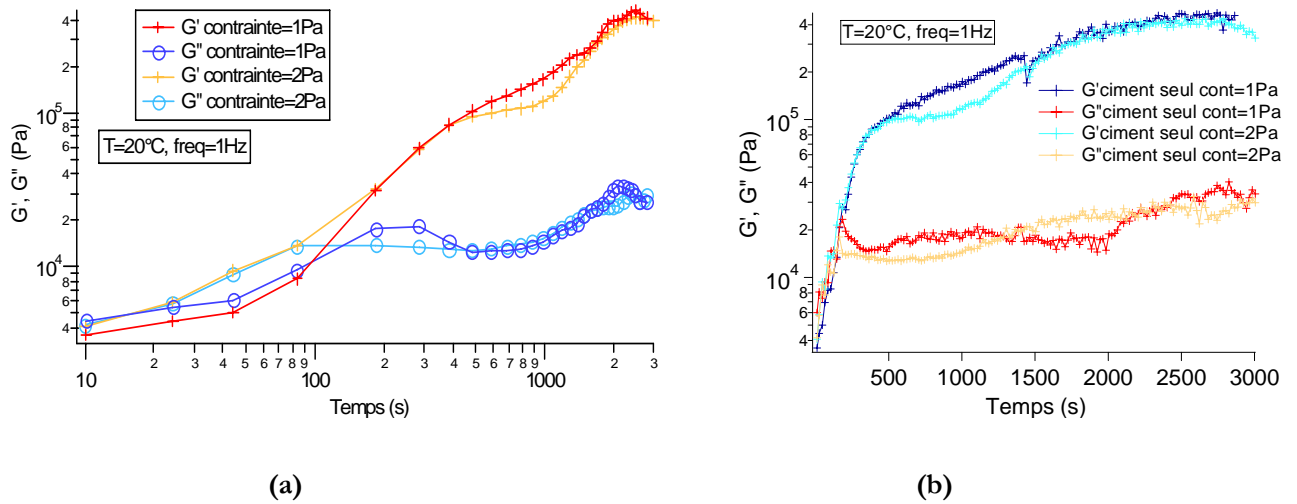 4
2
10⁵
8
6
4
2
10⁴
8
6
4
G', G" (Pa)
G' contrainte=1Pa
G" contrainte=1Pa
G' contrainte=2Pa
G" contrainte=2Pa
T=20°C, freq=1Hz
10 2 3 4 5 6 7 8 9 100 2 3 4 5 6 7 8 9 1000 2 3
Temps (s)
(a)
4
2
10⁵
8
6
4
2
10⁴
8
6
4
G', G" (Pa)
T=20°C, freq=1Hz
G'ciment seul cont=1Pa
G"ciment seul cont=1Pa
G'ciment seul cont=2Pa
G"ciment seul cont=2Pa
500 1000 1500 2000 2500 3000
Temps (s)
(b)